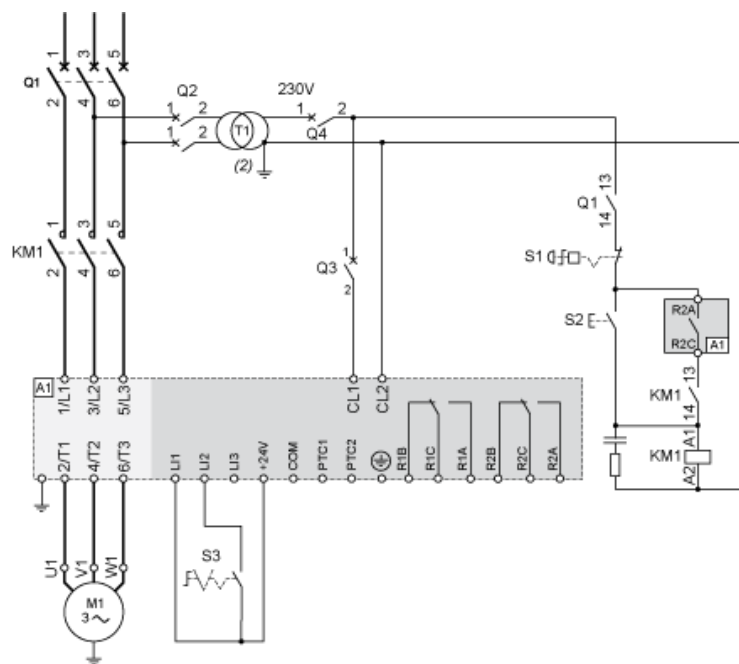 1 3 5
Q1
2 4 6
Q2
1 2
2
T1
(2)
230V
1 2
Q4
13
Q1
14
S1
S2
R2A
R2C
A1
1 3 5
KM1
2 4 6
1
Q3
2
13
KM1
14
A1
KM1
A2
A1
1/L1 3/L2 5/L3
CL1 CL2
2/T1 4/T2 6/T3
LI1 LI2 LI3 +24V COM PTC1 PTC2 R1B R1C R1A R2B R2C R2A
S3
U1 V1 W1
M1
3